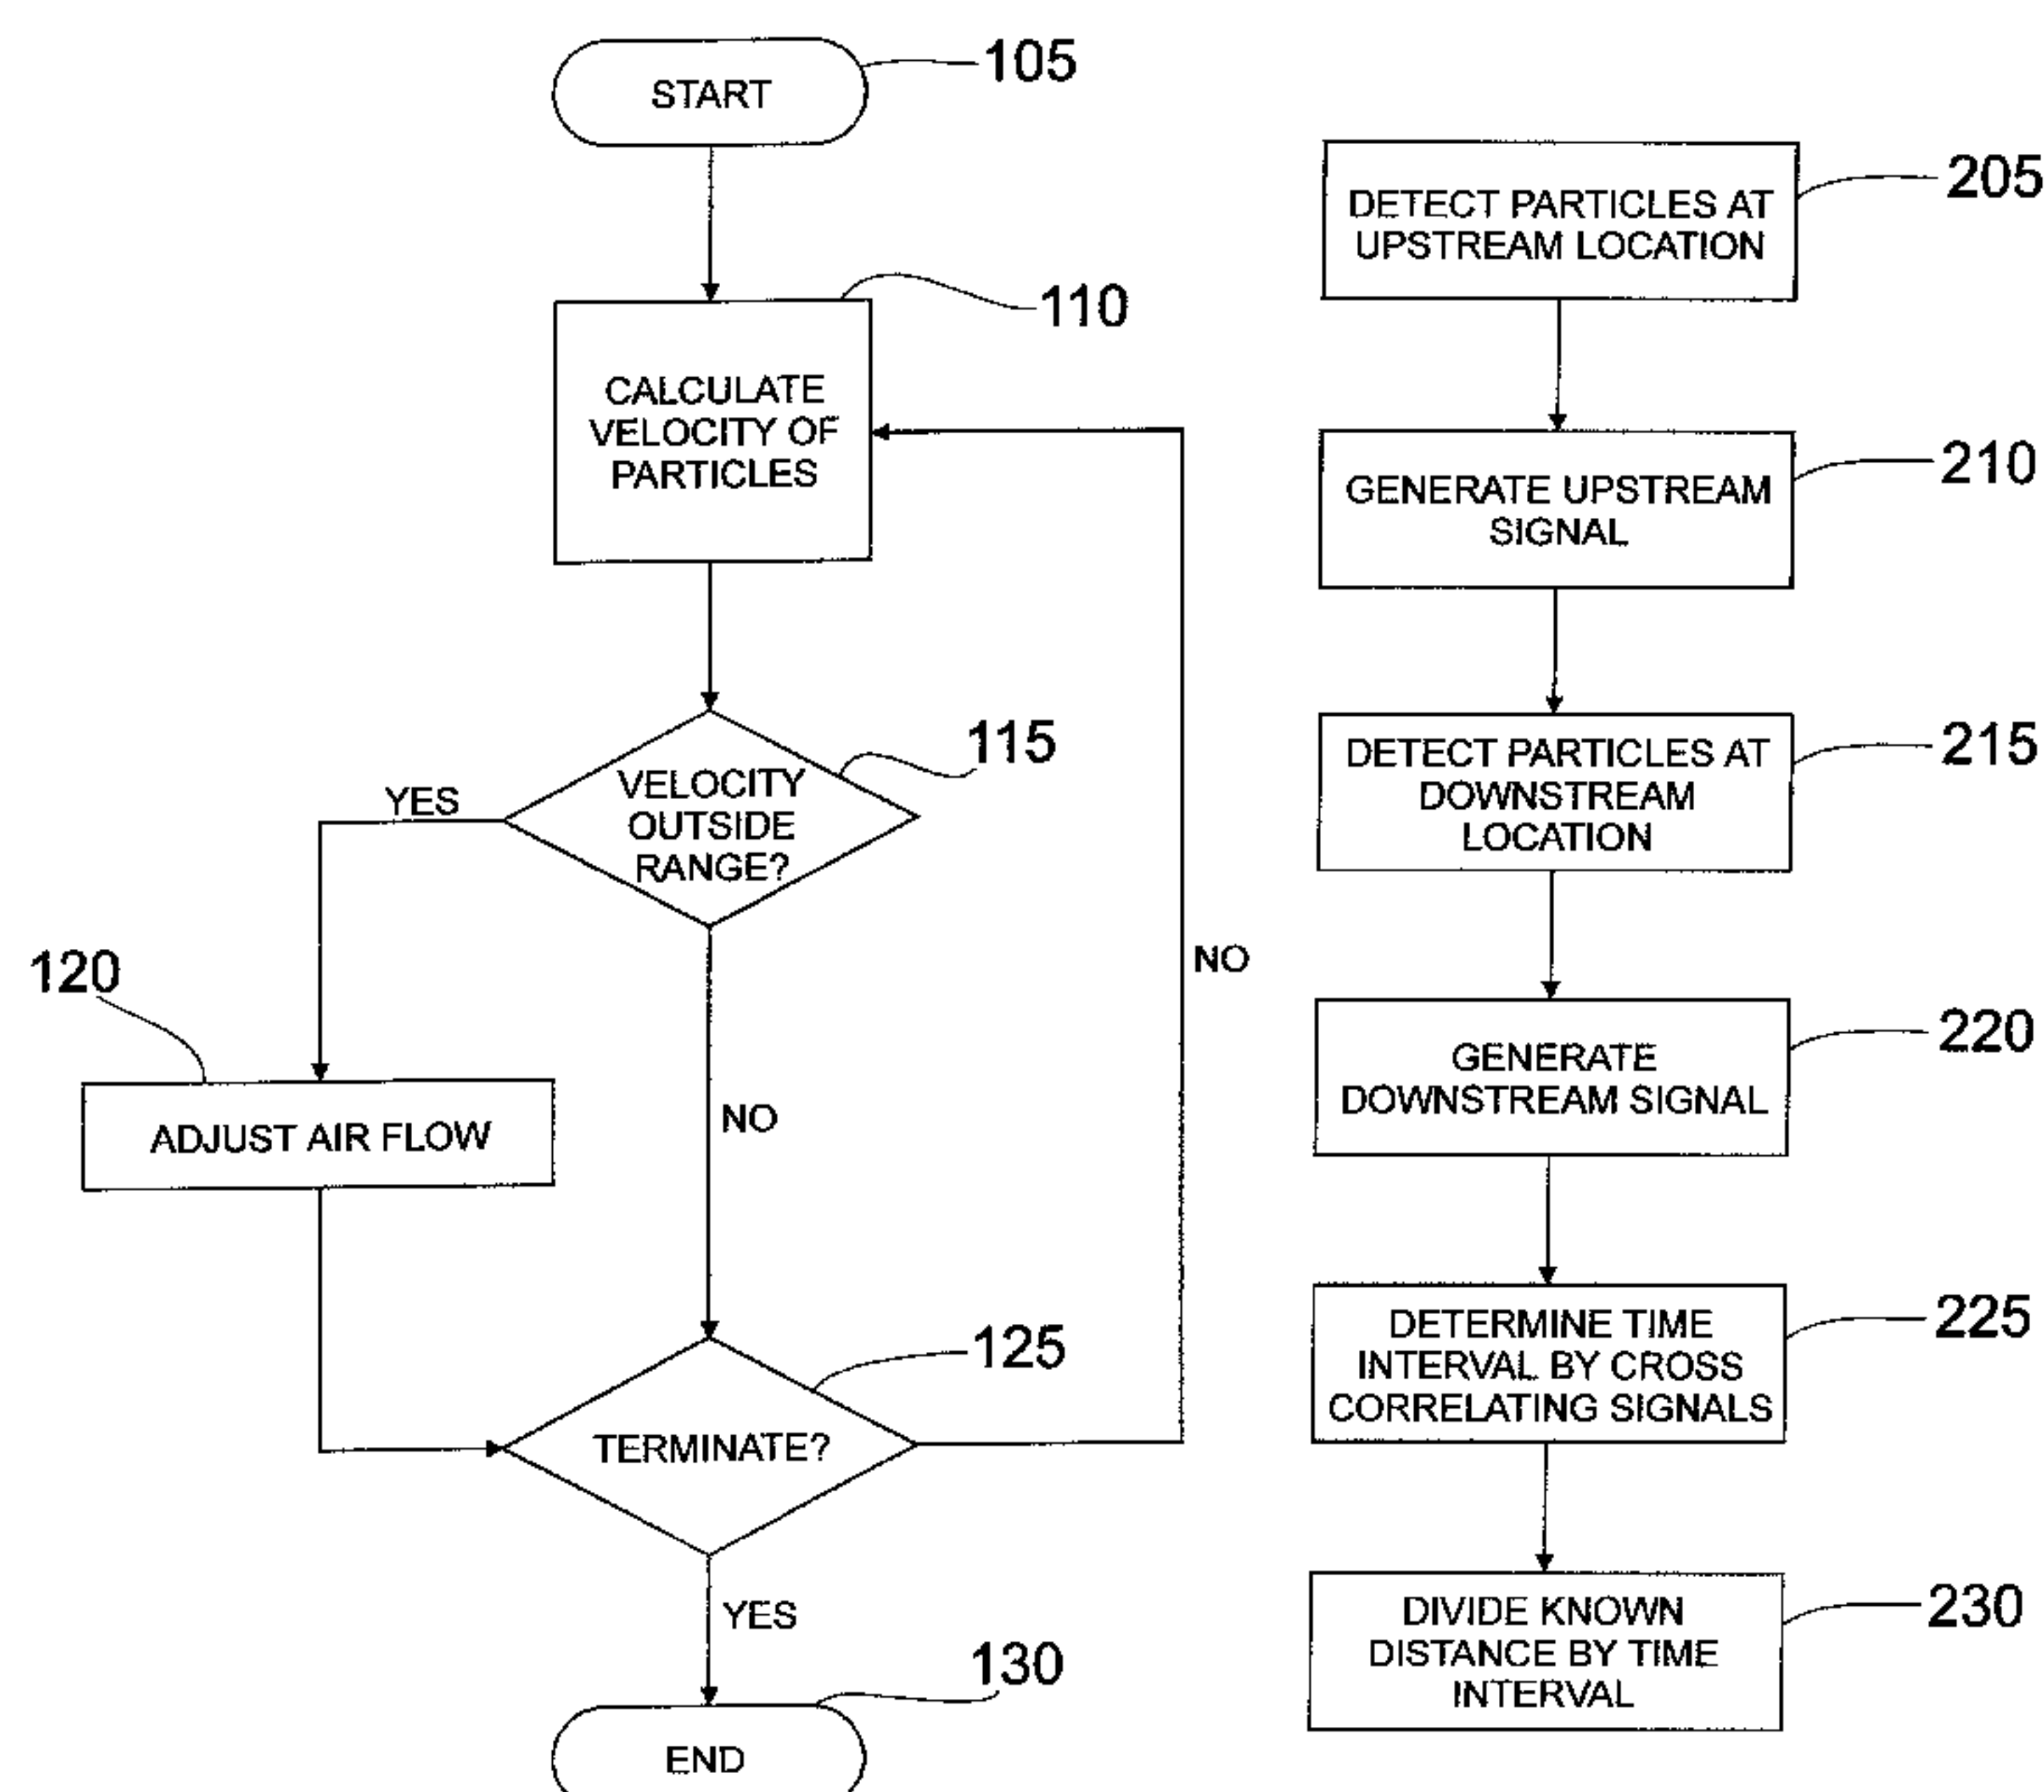 START
105
CALCULATE
VELOCITY OF
PARTICLES
110
VELOCITY
OUTSIDE
RANGE?
115
YES
NO
120
ADJUST AIR FLOW
TERMINATE?
125
NO
YES
END
130
DETECT PARTICLES AT
UPSTREAM LOCATION
205
GENERATE UPSTREAM
SIGNAL
210
DETECT PARTICLES AT
DOWNSTREAM
LOCATION
215
GENERATE
DOWNSTREAM SIGNAL
220
DETERMINE TIME
INTERVAL BY CROSS
CORRELATING SIGNALS
225
DIVIDE KNOWN
DISTANCE BY TIME
INTERVAL
230